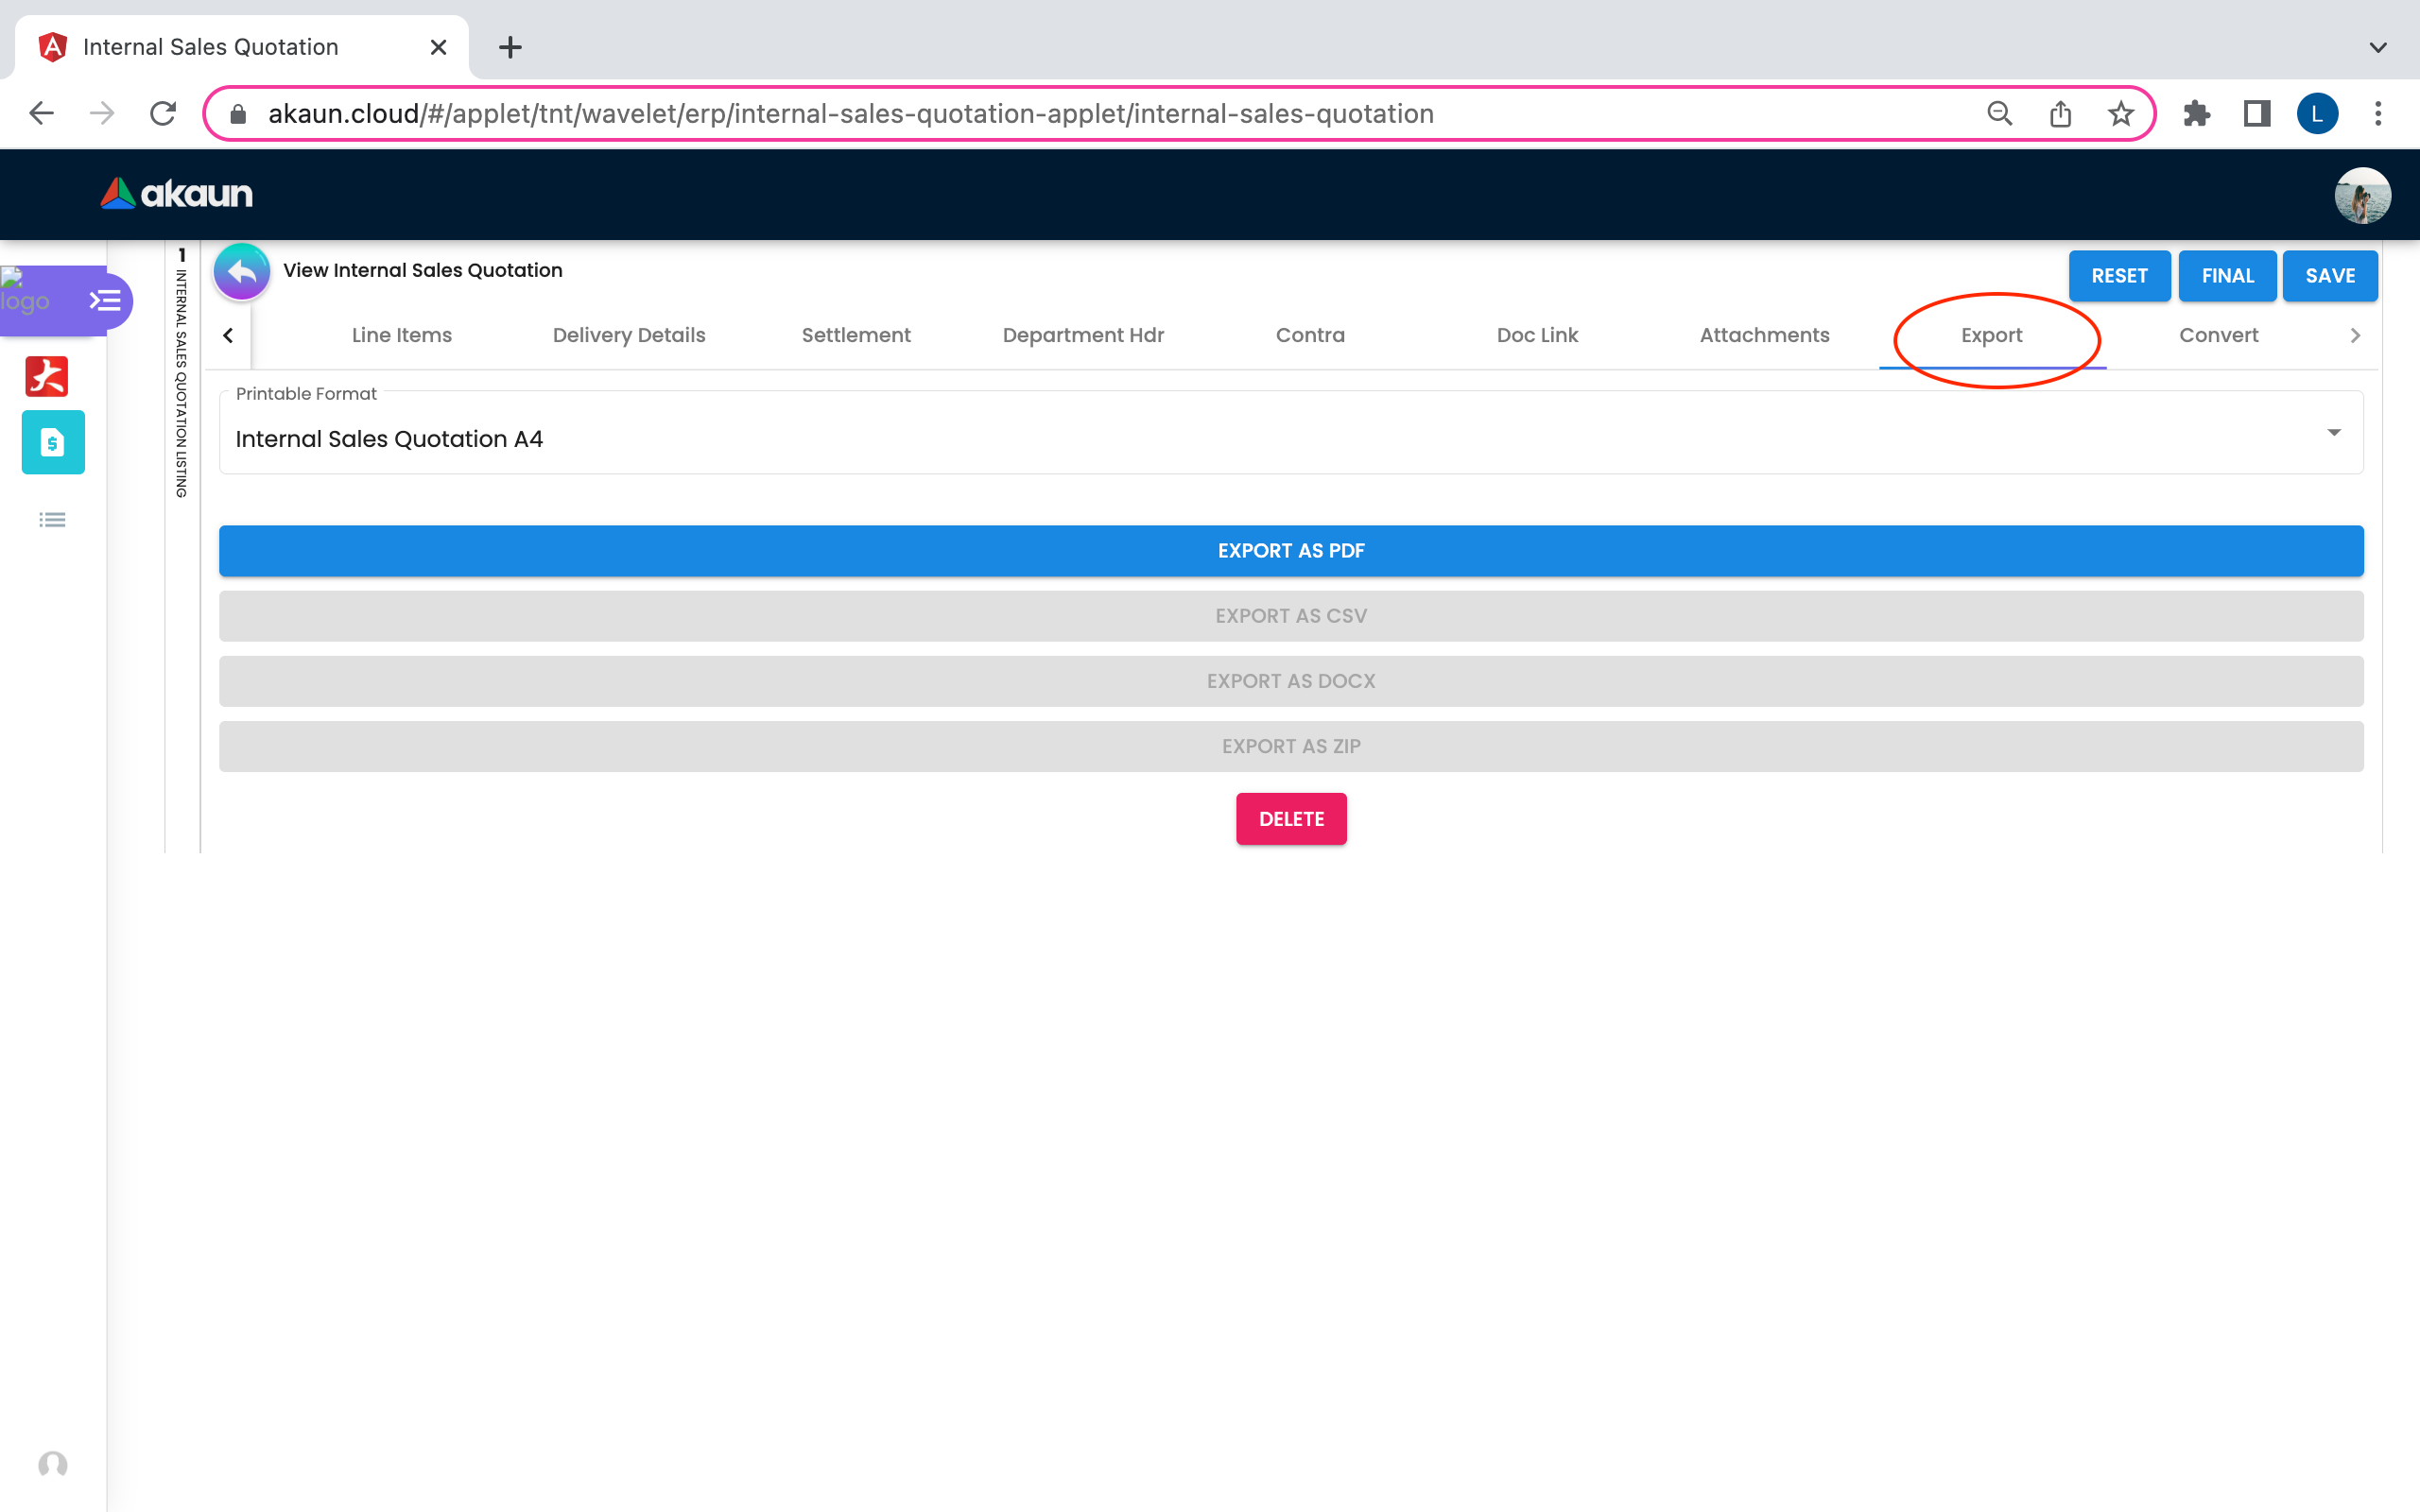 Internal Sales Quotation
akaun.cloud/#/applet/tnt/wavelet/erp/internal-sales-quotation-applet/internal-sales-quotation
L
akaun
logo
1 INTERNAL SALES QUOTATION LISTING
View Internal Sales Quotation
RESET FINAL SAVE
Line Items Delivery Details Settlement Department Hdr Contra Doc Link Attachments Export Convert
Printable Format
Internal Sales Quotation A4
EXPORT AS PDF
EXPORT AS CSV
EXPORT AS DOCX
EXPORT AS ZIP
DELETE